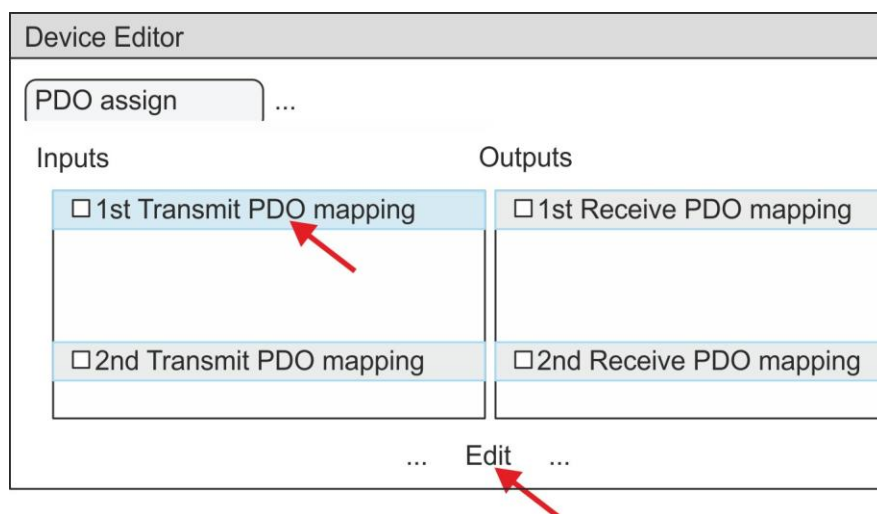 Device Editor
PDO assign ...
Inputs Outputs
1st Transmit PDO mapping 1st Receive PDO mapping
2nd Transmit PDO mapping 2nd Receive PDO mapping
... Edit ...